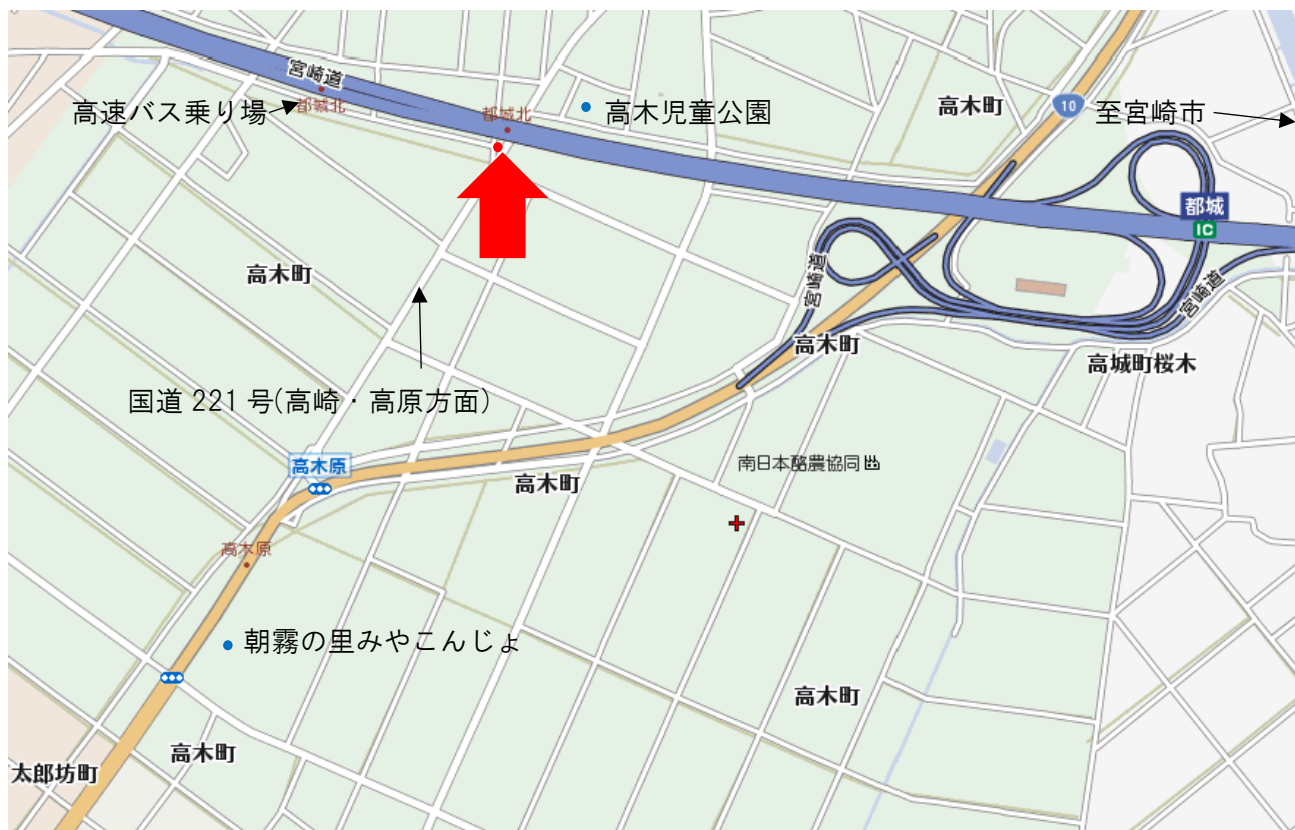 宮崎道
高速バス乗り場
都城北
都城北
高木児童公園
高木町
10
至宮崎市
都城
IC
高木町
宮崎道
宮崎道
高木町
高城町桜木
国道221号(高崎・高原方面)
高木原
高木町
南日本酪農協同
高木原
朝霧の里みやこんじょ
高木町
高木町
太郎坊町